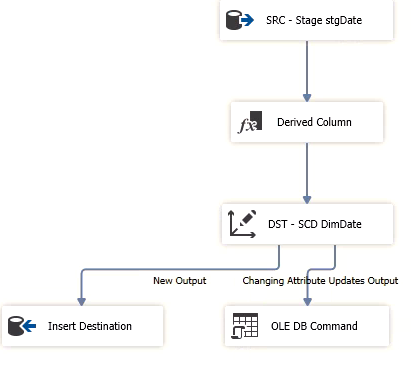 SRC - Stage stgDate
fx
Derived Column
DST - SCD DimDate
New Output
Changing Attribute Updates Output
Insert Destination
OLE DB Command